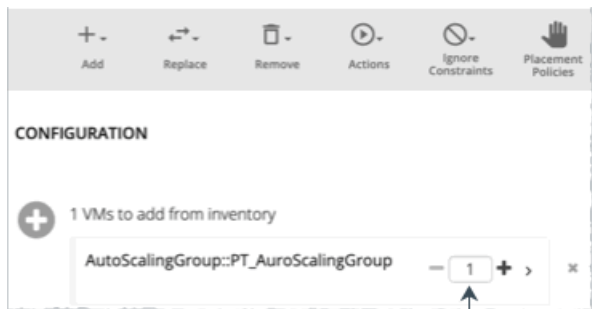 Add Replace Remove Actions Ignore Constraints Placement Policies
CONFIGURATION
1 VMs to add from inventory
AutoScalingGroup::PT_AuroScalingGroup 1